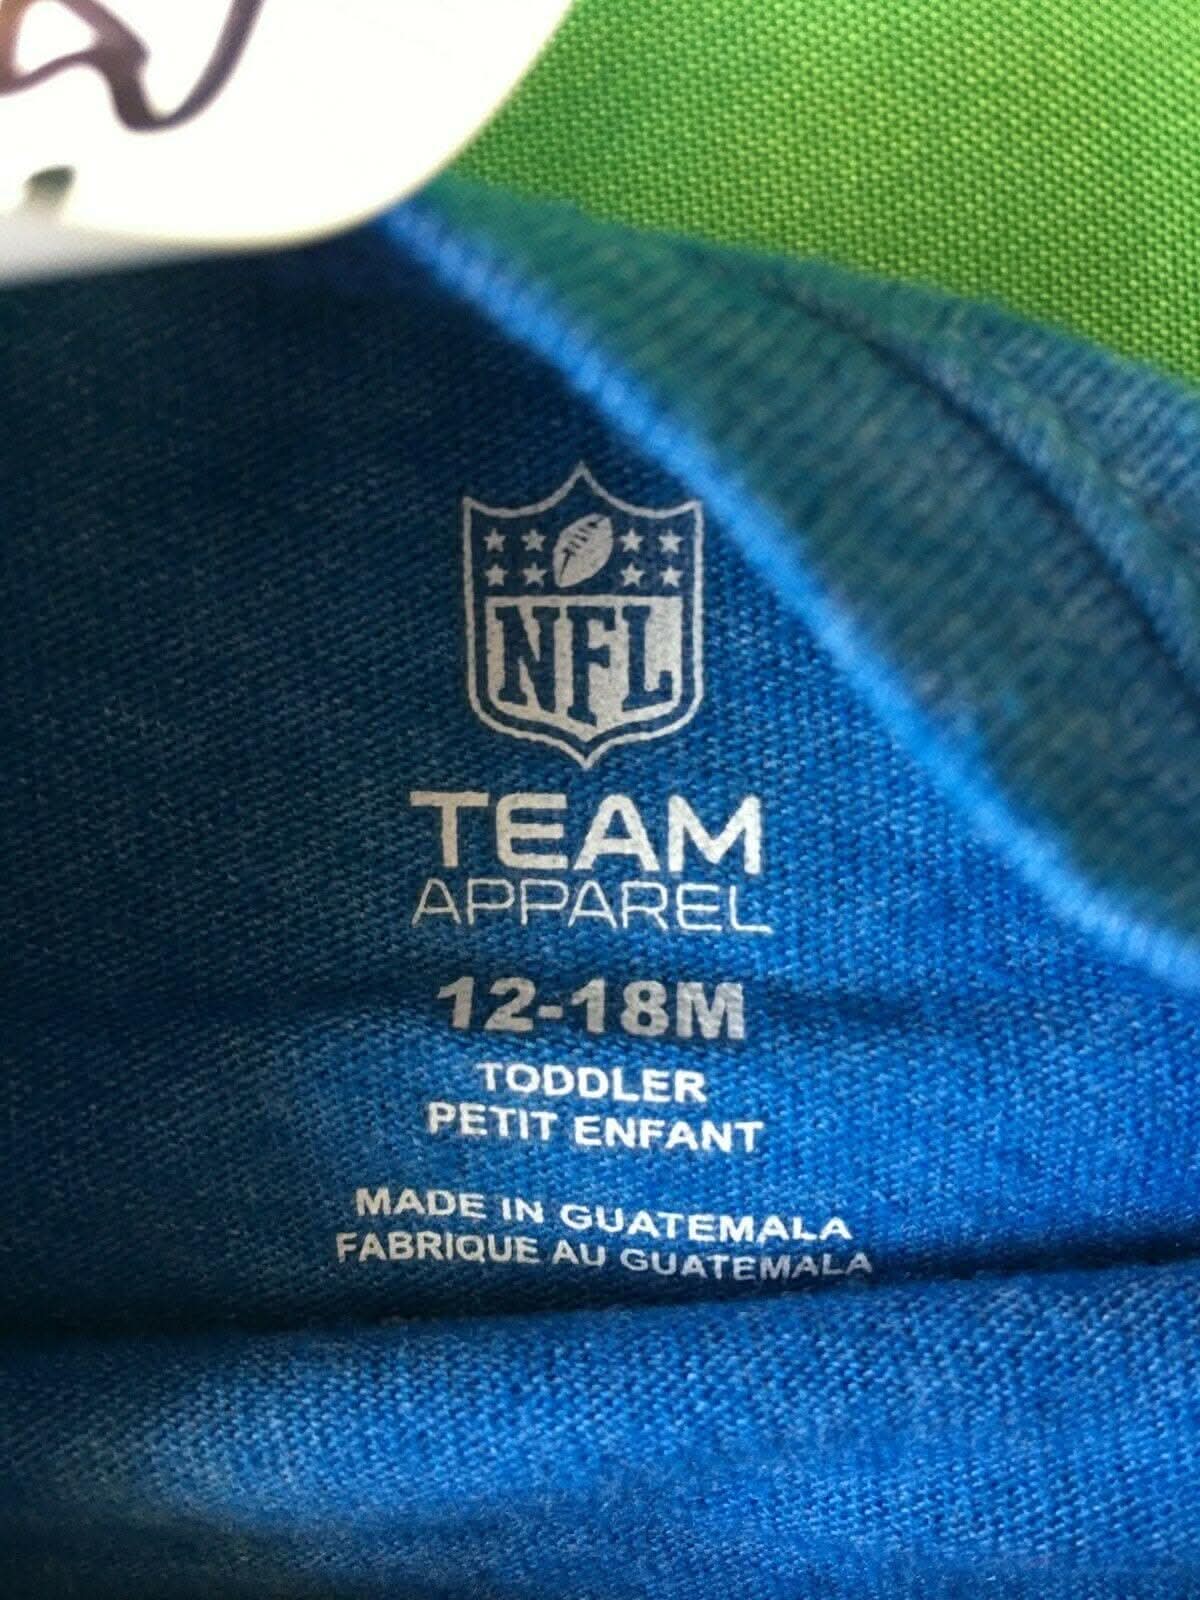 NFL
TEAM
APPAREL
12-18M
TODDLER
PETIT ENFANT
MADE IN GUATEMALA
FABRIQUE AU GUATEMALA